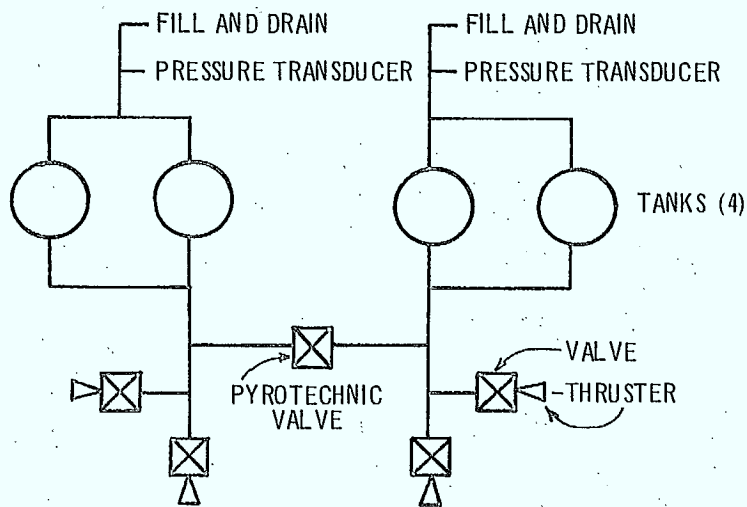 FILL AND DRAIN
PRESSURE TRANSDUCER
FILL AND DRAIN
PRESSURE TRANSDUCER
TANKS (4)
PYROTECHNIC
VALVE
VALVE
THRUSTER